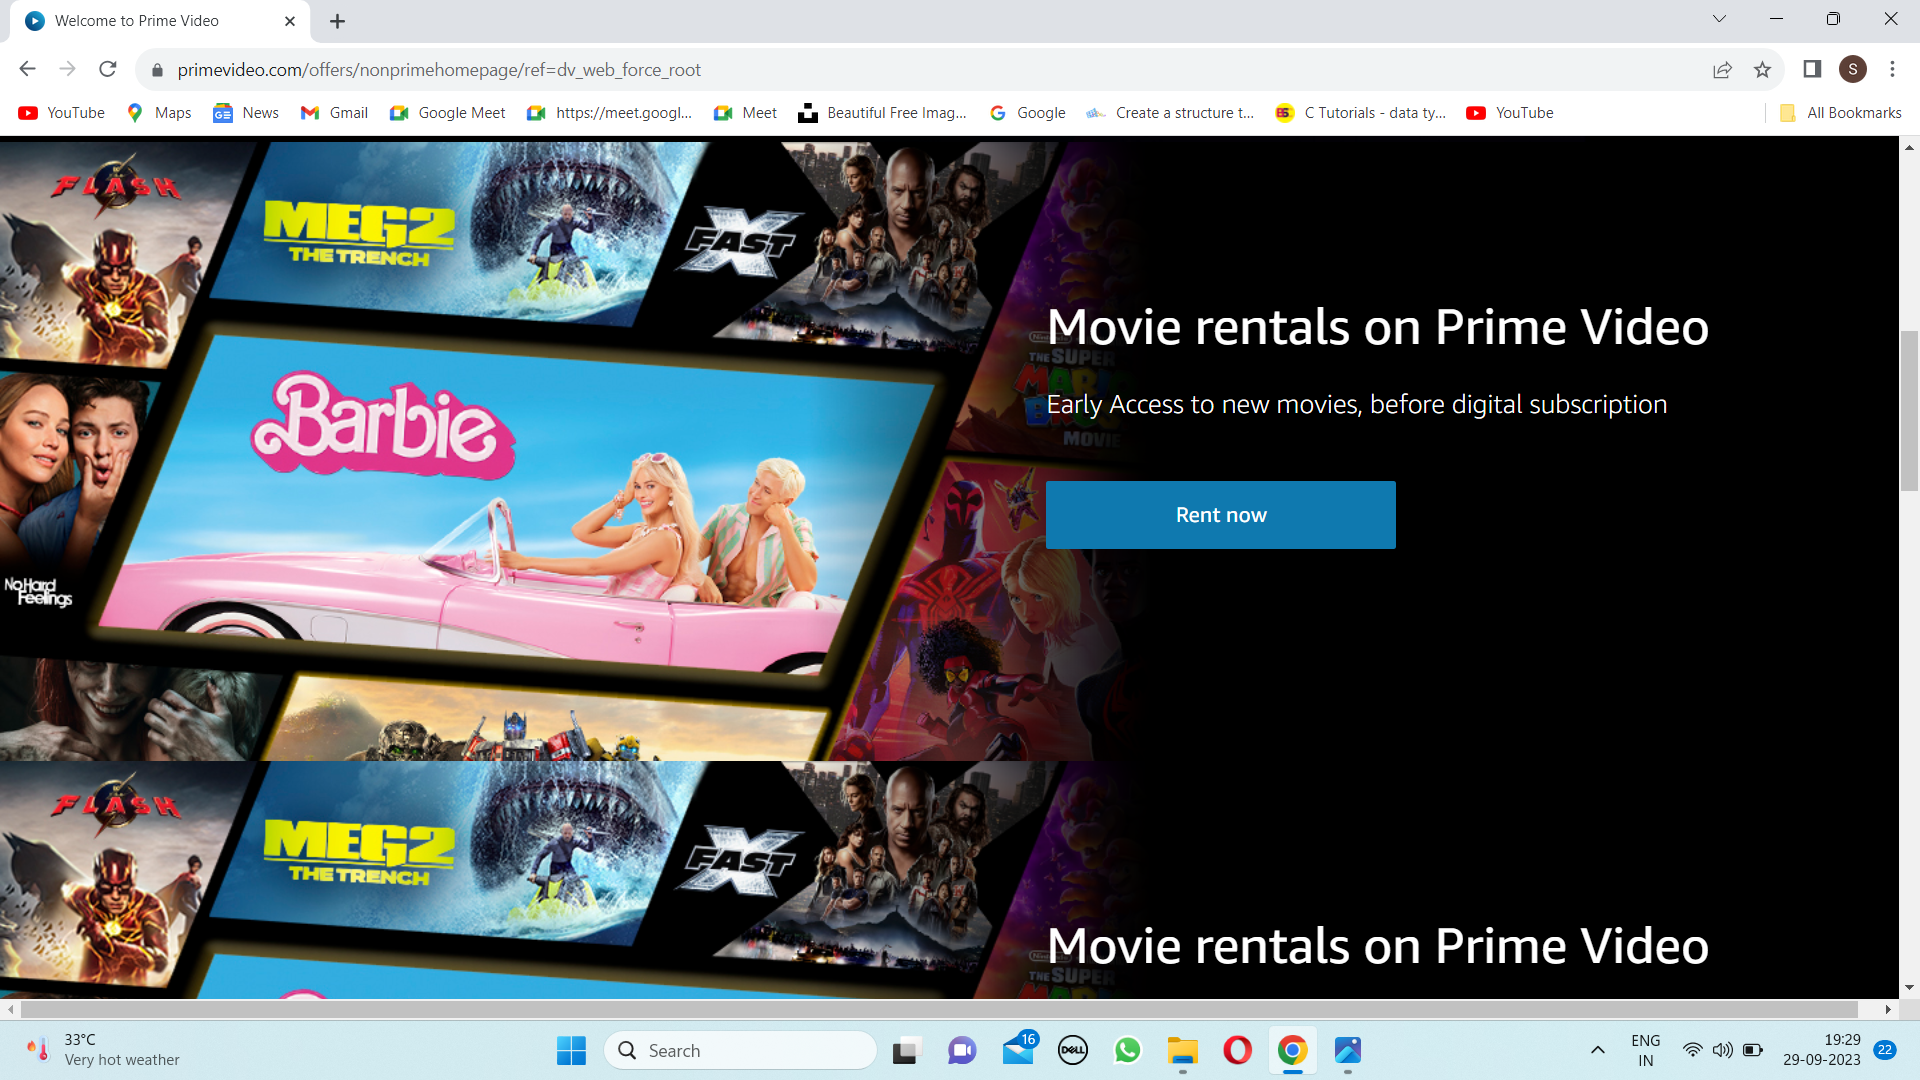 Welcome to Prime Video
primevideo.com/offers/nonprimehomepage/ref=dv_web_force_root
S
YouTube
Maps
News
Gmail
Google Meet
https://meet.googl...
Meet
Beautiful Free Imag...
Google
Create a structure t...
C Tutorials - data ty...
YouTube
All Bookmarks
FLASH
MEG2
THE TRENCH
FAST X
Movie rentals on Prime Video
THE SUPER
MARIO
BROS
MOVIE
Early Access to new movies, before digital subscription
Barbie
Rent now
No Hard
Feelings
FLASH
MEG2
THE TRENCH
FAST X
Movie rentals on Prime Video
THE SUPER
33°C
Very hot weather
Search
16
DELL
ENG
IN
19:29
29-09-2023
22